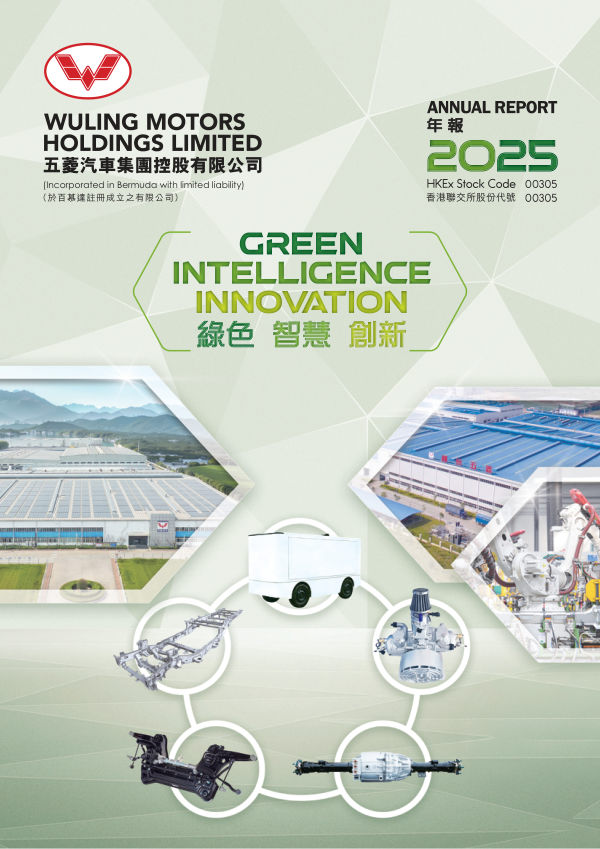 WULING MOTORS
HOLDINGS LIMITED
五菱汽車集團控股有限公司
(Incorporated in Bermuda with limited liability)
(於百慕達註冊成立之有限公司)
ANNUAL REPORT
年報
2025
HKEx Stock Code 00305
香港聯交所股份代號 00305
GREEN
INTELLIGENCE
INNOVATION
綠色 智慧 創新